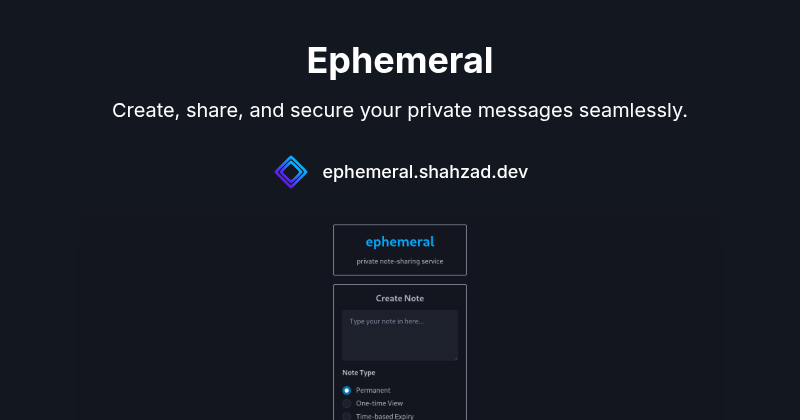 Ephemeral
Create, share, and secure your private messages seamlessly.
ephemeral.shahzad.dev
ephemeral
private note-sharing service
Create Note
Type your note in here...
Note Type
Permanent
One-time View
Time-based Expiry